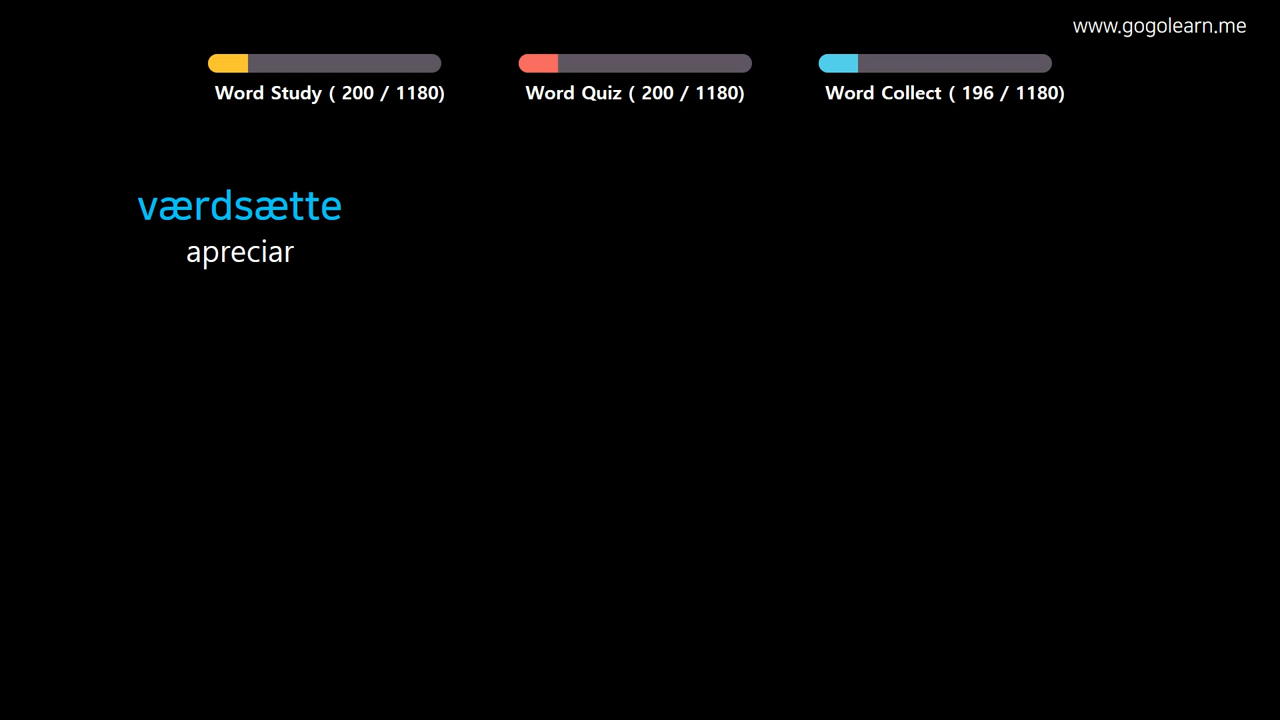 www.gogolearn.me
Word Study ( 200 / 1180)
Word Quiz ( 200 / 1180)
Word Collect ( 196 / 1180)
værdsætte
apreciar